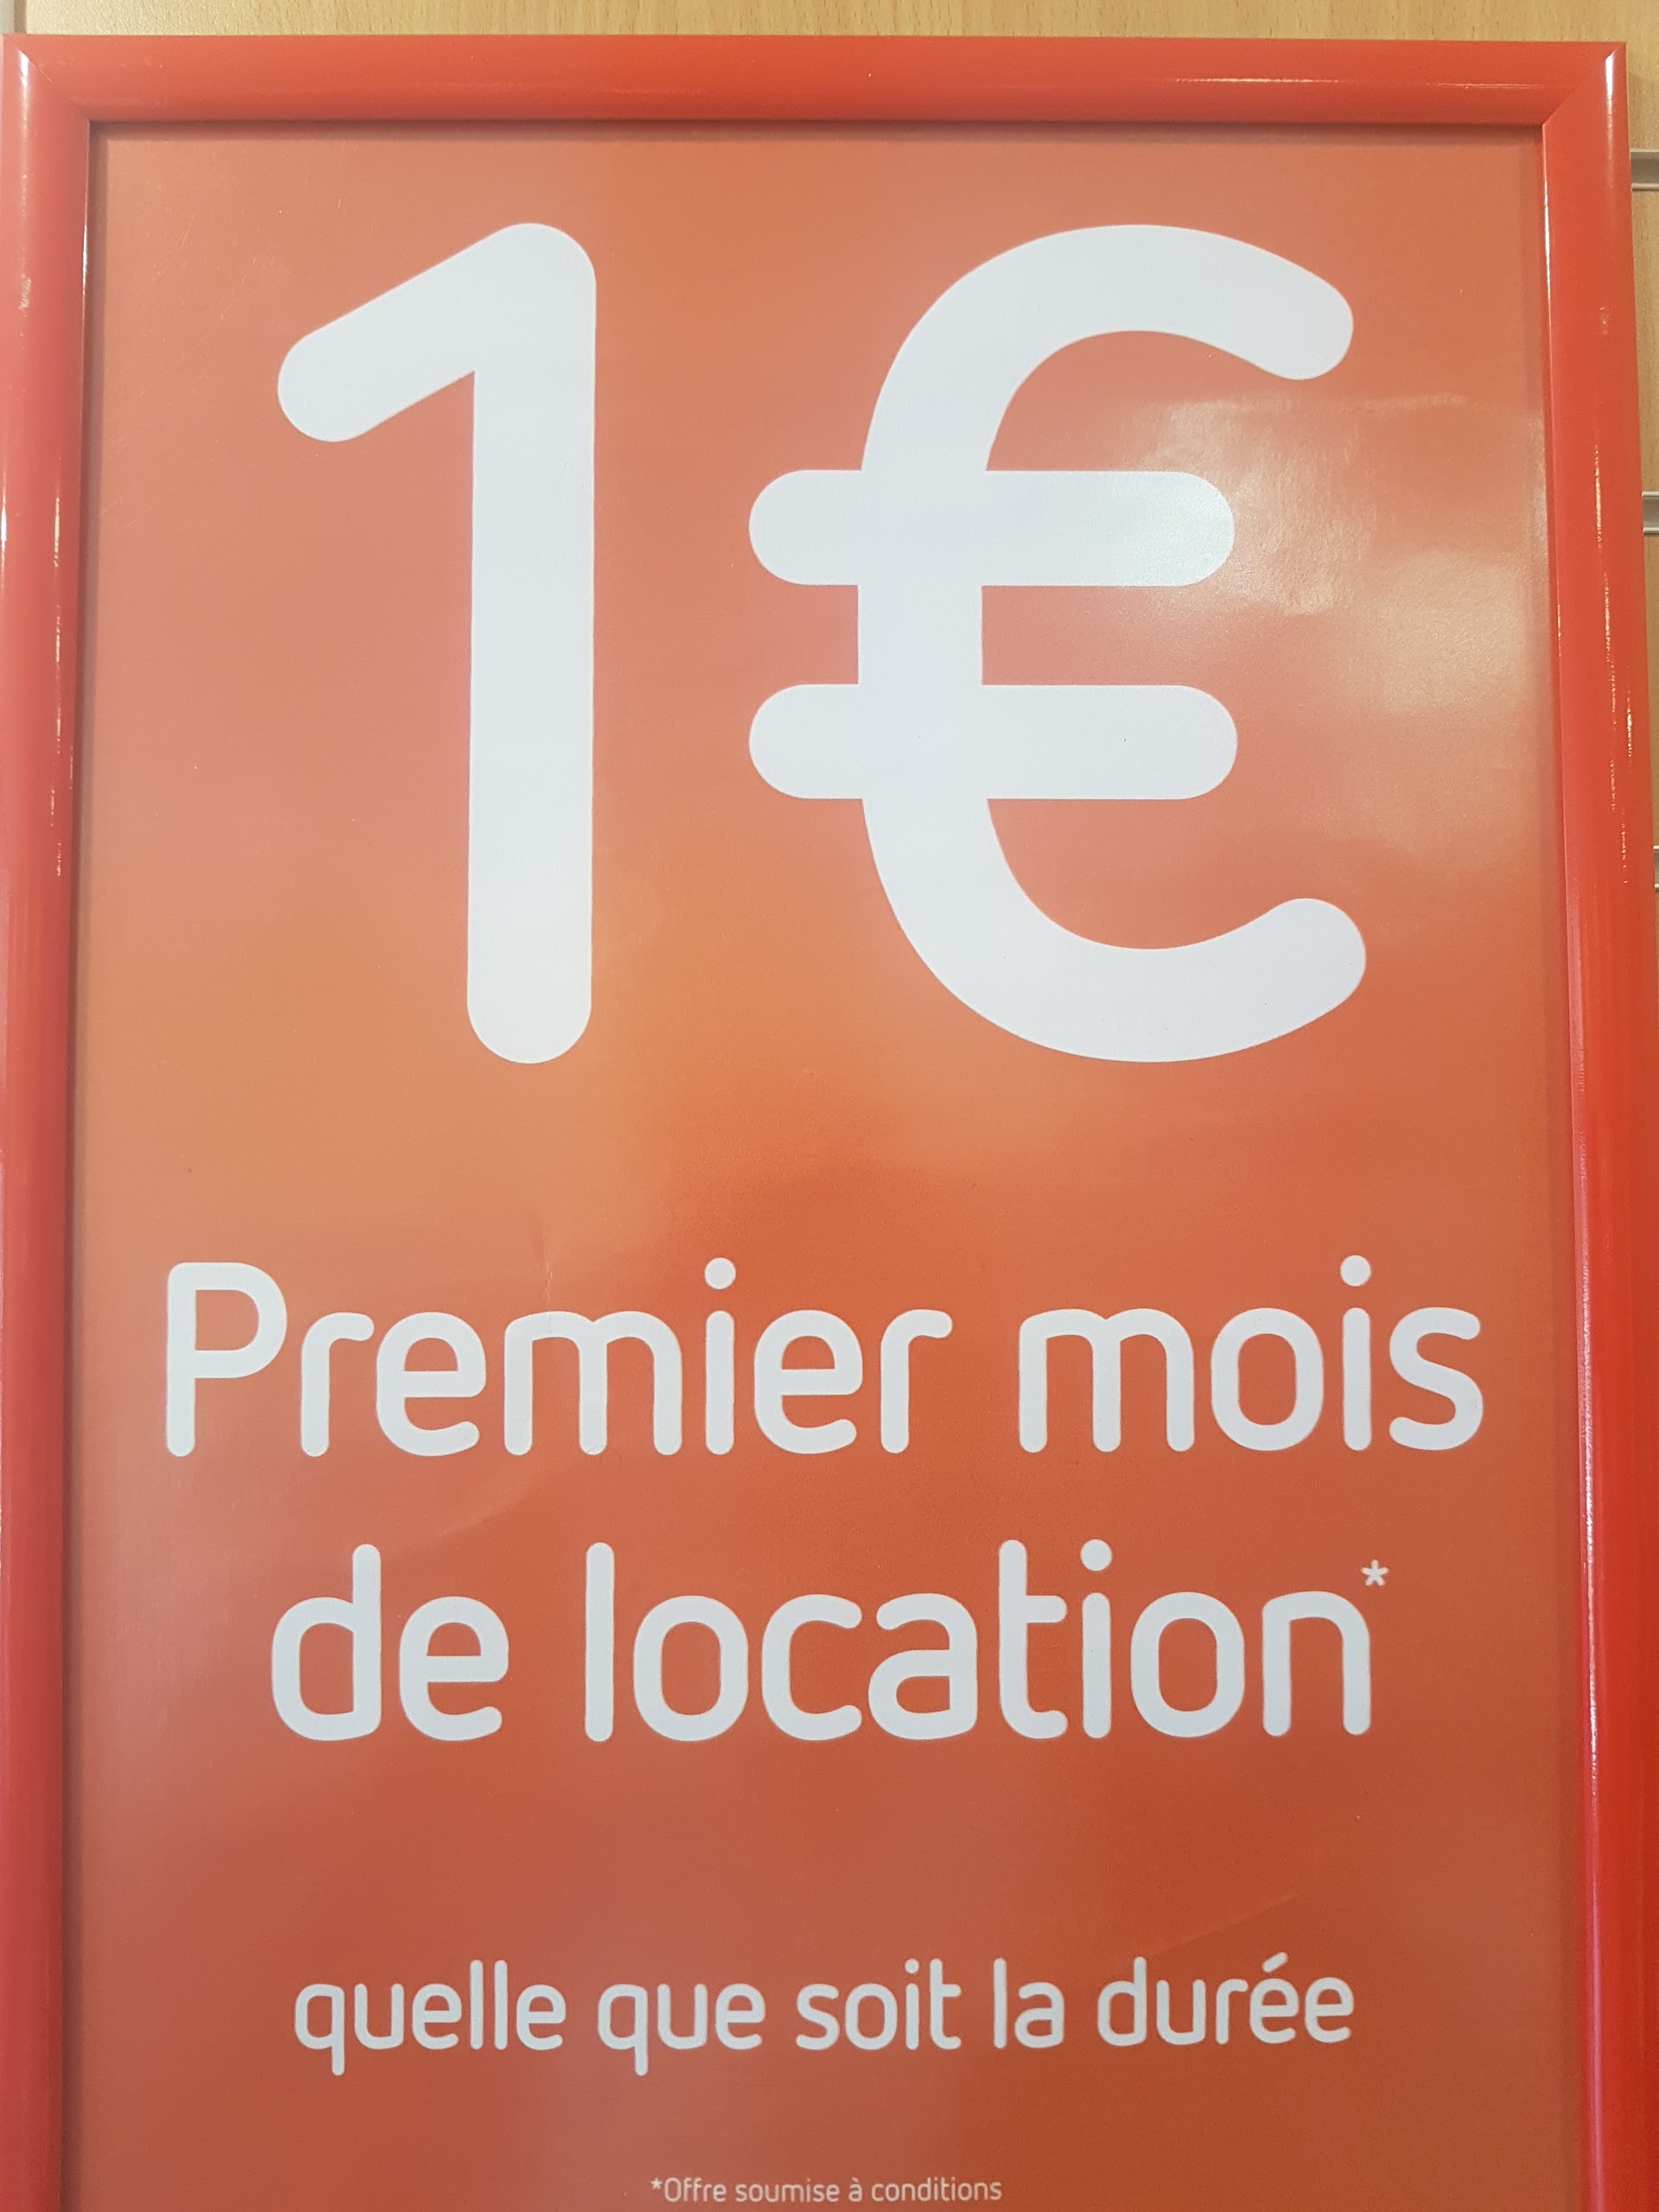 1€
Premier mois
de location*
quelle que soit la durée
*Offre soumise à conditions